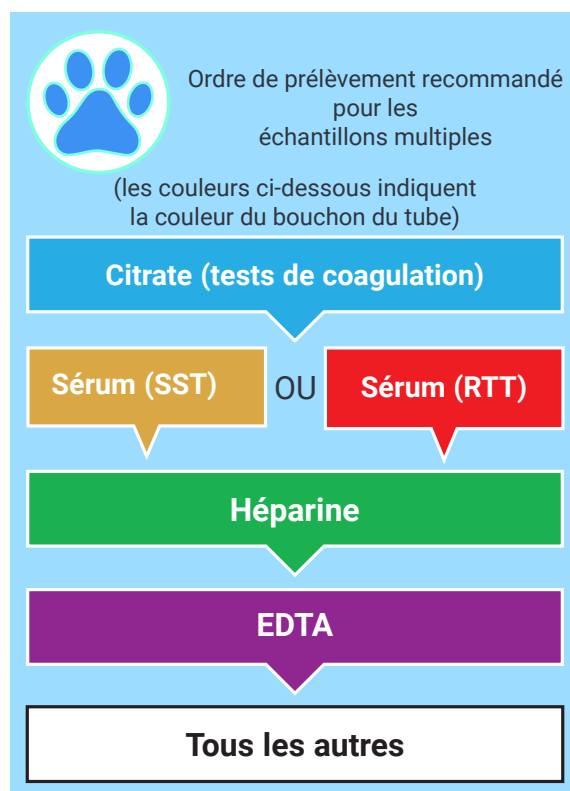 Ordre de prélèvement recommandé
pour les
échantillons multiples
(les couleurs ci-dessous indiquent
la couleur du bouchon du tube)
Citrate (tests de coagulation)
Sérum (SST) OU Sérum (RTT)
Héparine
EDTA
Tous les autres